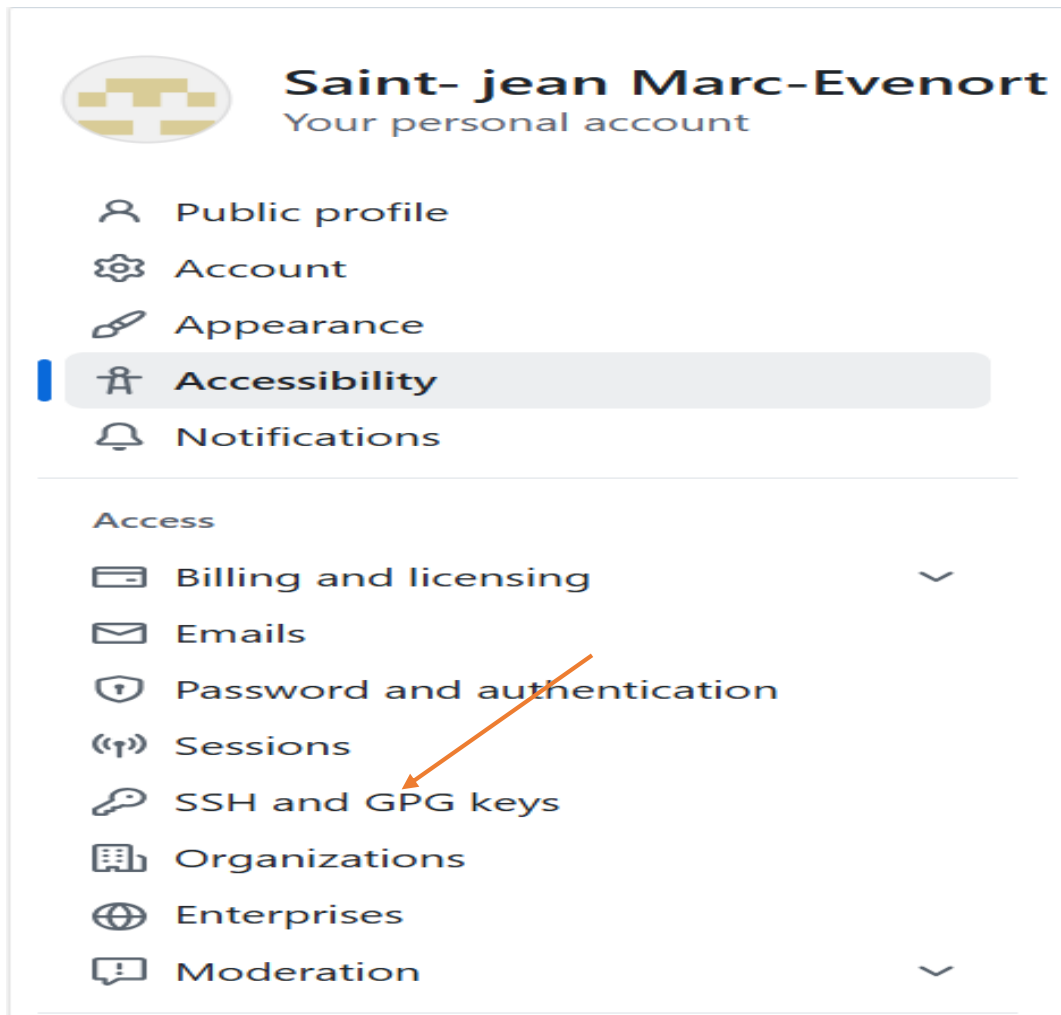 Saint- jean Marc-Evenort
Your personal account
Public profile
Account
Appearance
Accessibility
Notifications
Access
Billing and licensing
Emails
Password and authentication
Sessions
SSH and GPG keys
Organizations
Enterprises
Moderation